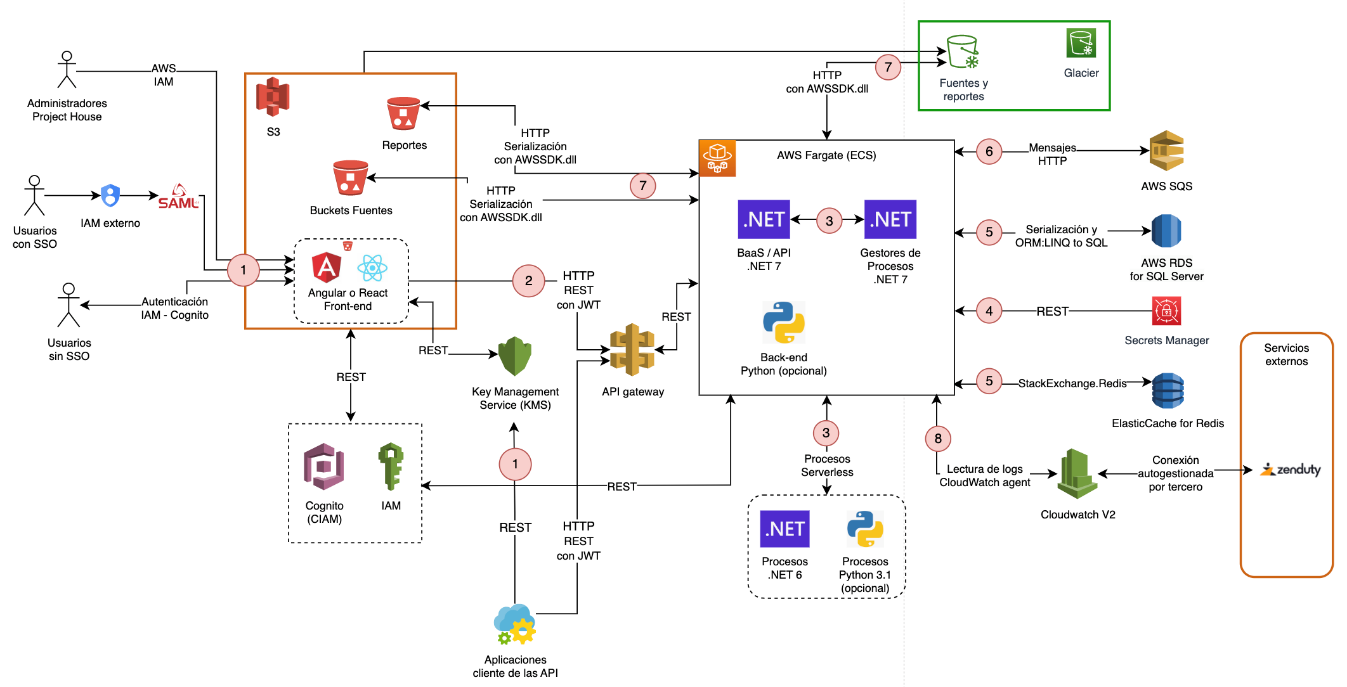 Administradores
Project House
AWS
IAM
Usuarios
con SSO
IAM externo
SAML
Usuarios
sin SSO
Autenticación
IAM - Cognito
1
S3
Reportes
Buckets Fuentes
Angular o React
Front-end
HTTP
Serialización
con AWSSDK.dll
HTTP
Serialización
con AWSSDK.dll
7
2
HTTP
REST
con JWT
REST
Key Management
Service (KMS)
API gateway
REST
REST
Cognito
(CIAM)
IAM
REST
1
REST
HTTP
REST
con JWT
Aplicaciones
cliente de las API
HTTP
con AWSSDK.dll
7
Fuentes y
reportes
Glacier
AWS Fargate (ECS)
.NET
3
.NET
BaaS / API
.NET 7
Gestores de
Procesos
.NET 7
Back-end
Python (opcional)
3
Procesos
Serverless
.NET
Procesos
.NET 6
Procesos
Python 3.1
(opcional)
6
Mensajes
HTTP
AWS SQS
5
Serialización y
ORM:LINQ to SQL
AWS RDS
for SQL Server
4
REST
Secrets Manager
5
StackExchange.Redis
ElasticCache for Redis
8
Lectura de logs
CloudWatch agent
Cloudwatch V2
Conexión
autogestionada
por tercero
Servicios
externos
zenduty